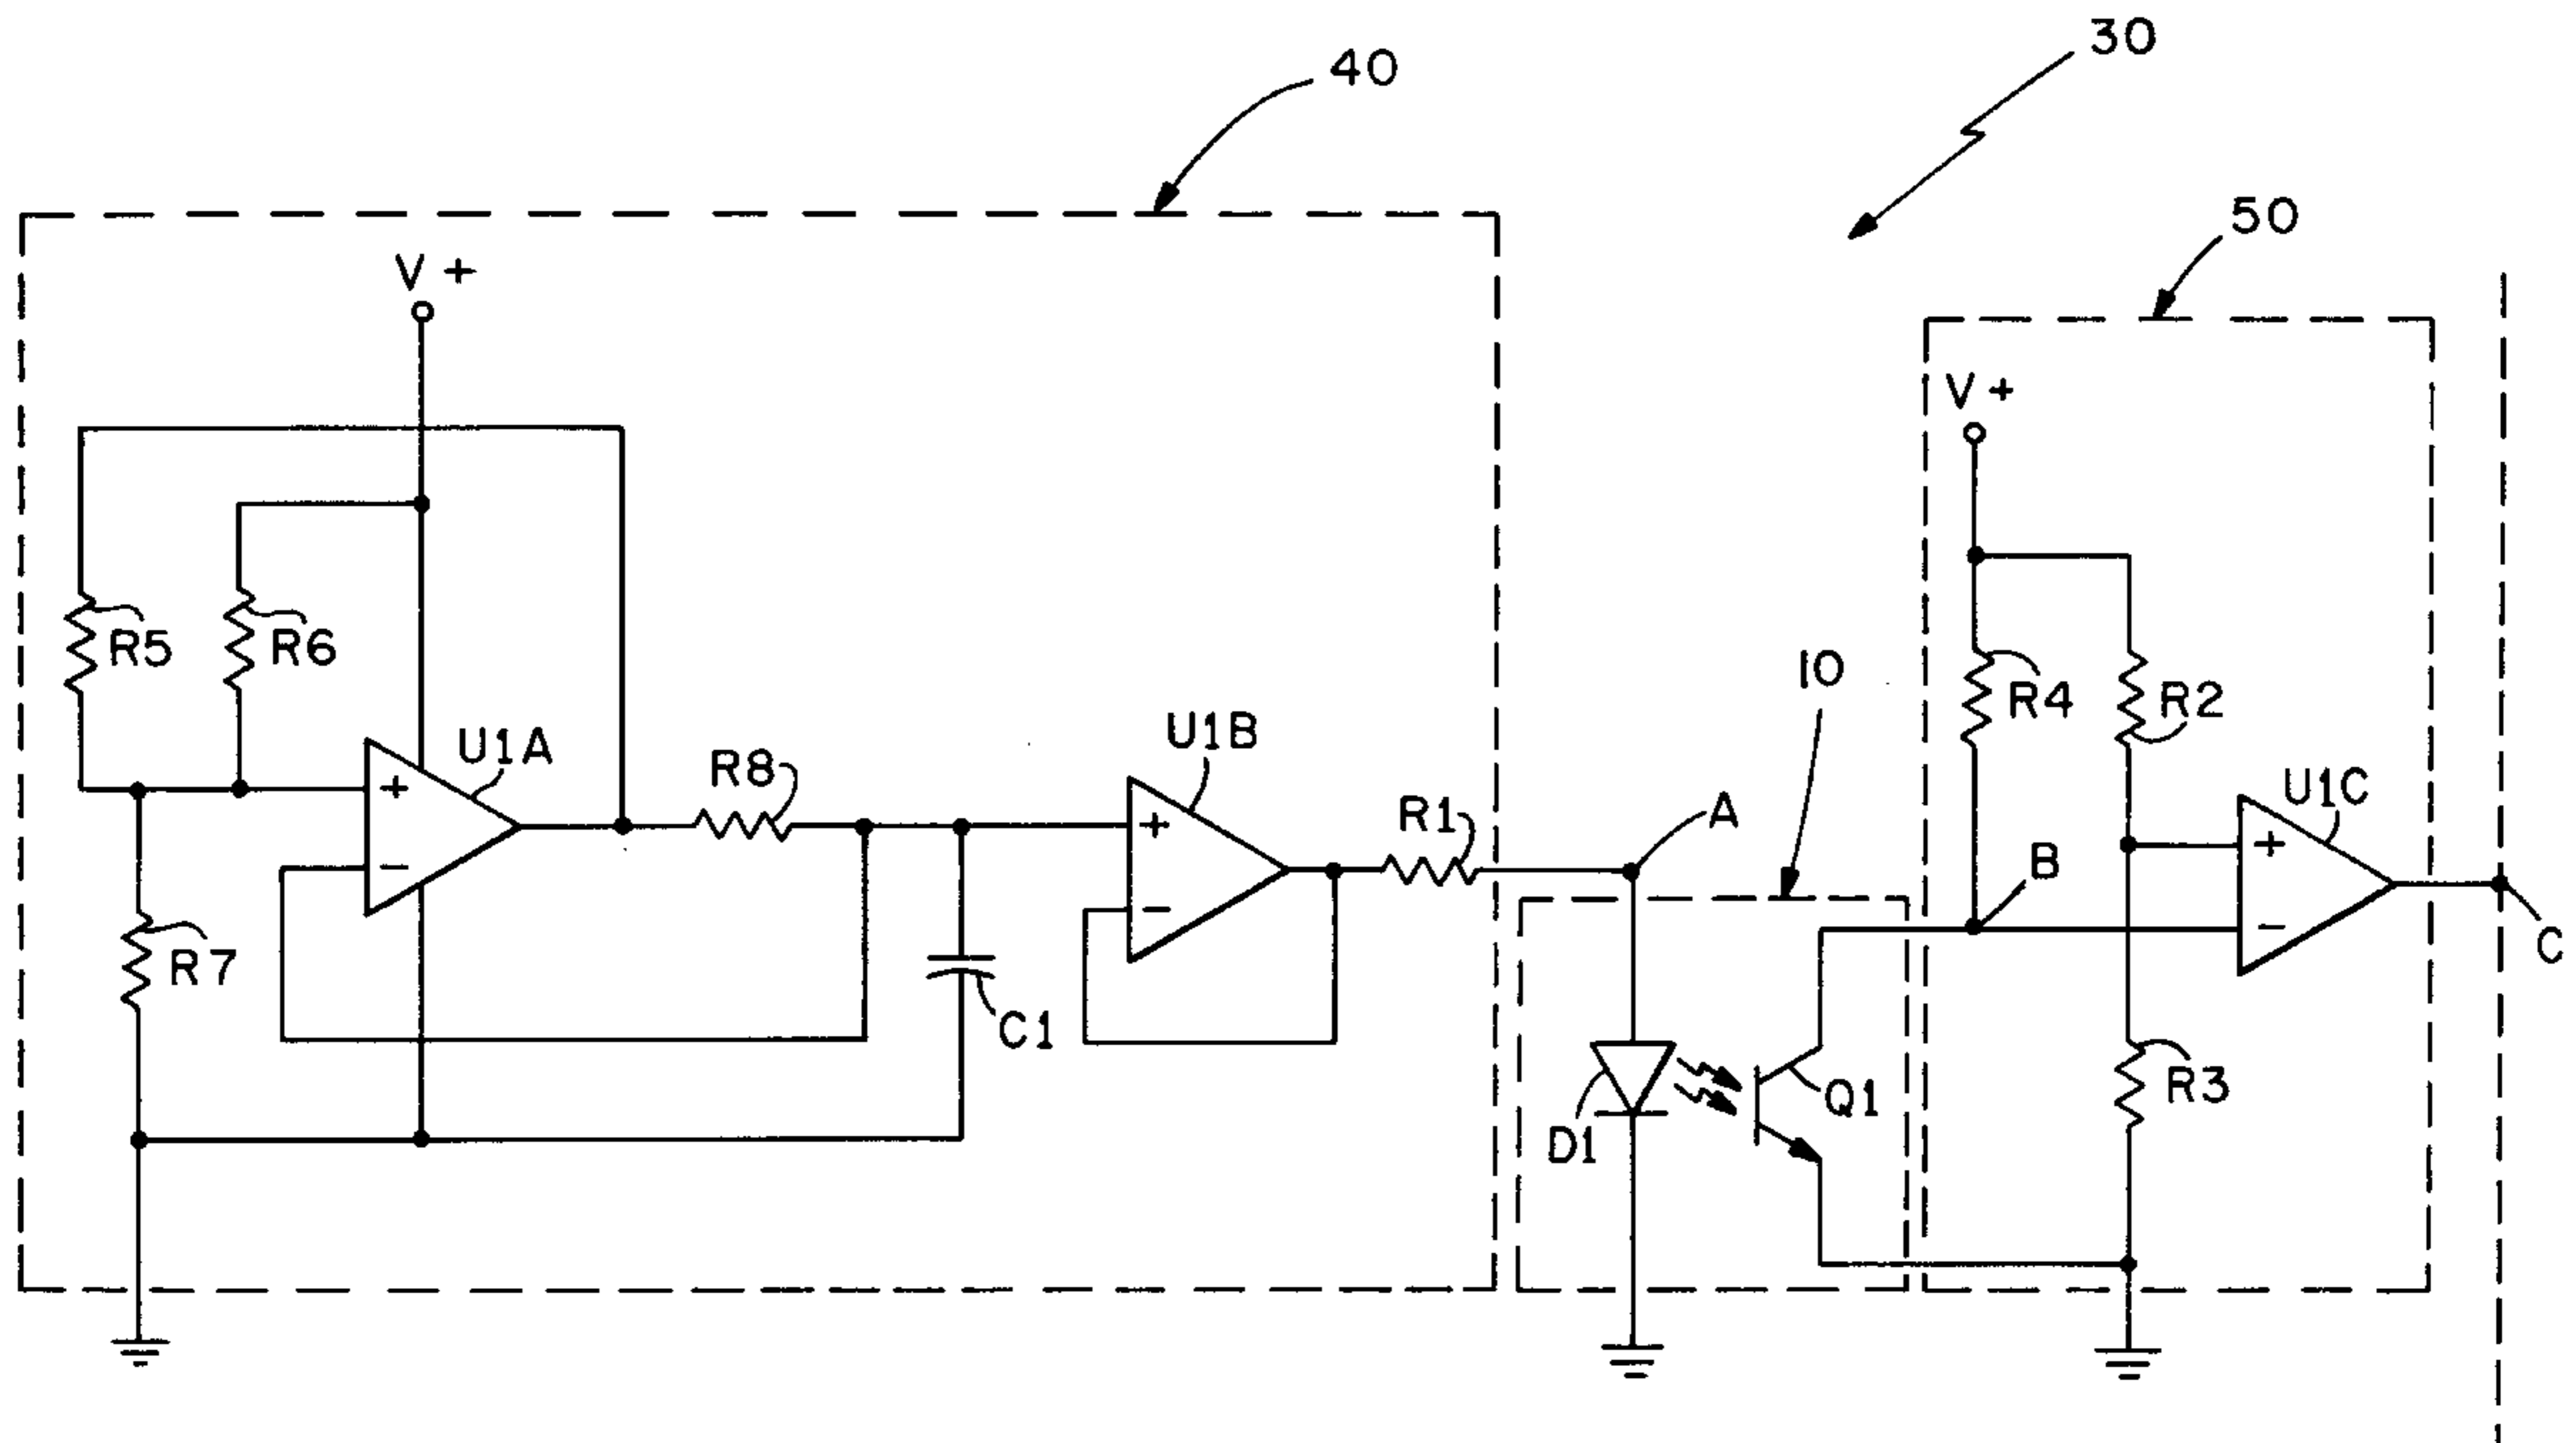 30
40
50
V +
V +
R5
R6
U1A
R8
U1B
R1
A
10
R4
R2
U1C
B
C
+
−
+
−
+
−
R7
C1
D1
Q1
R3